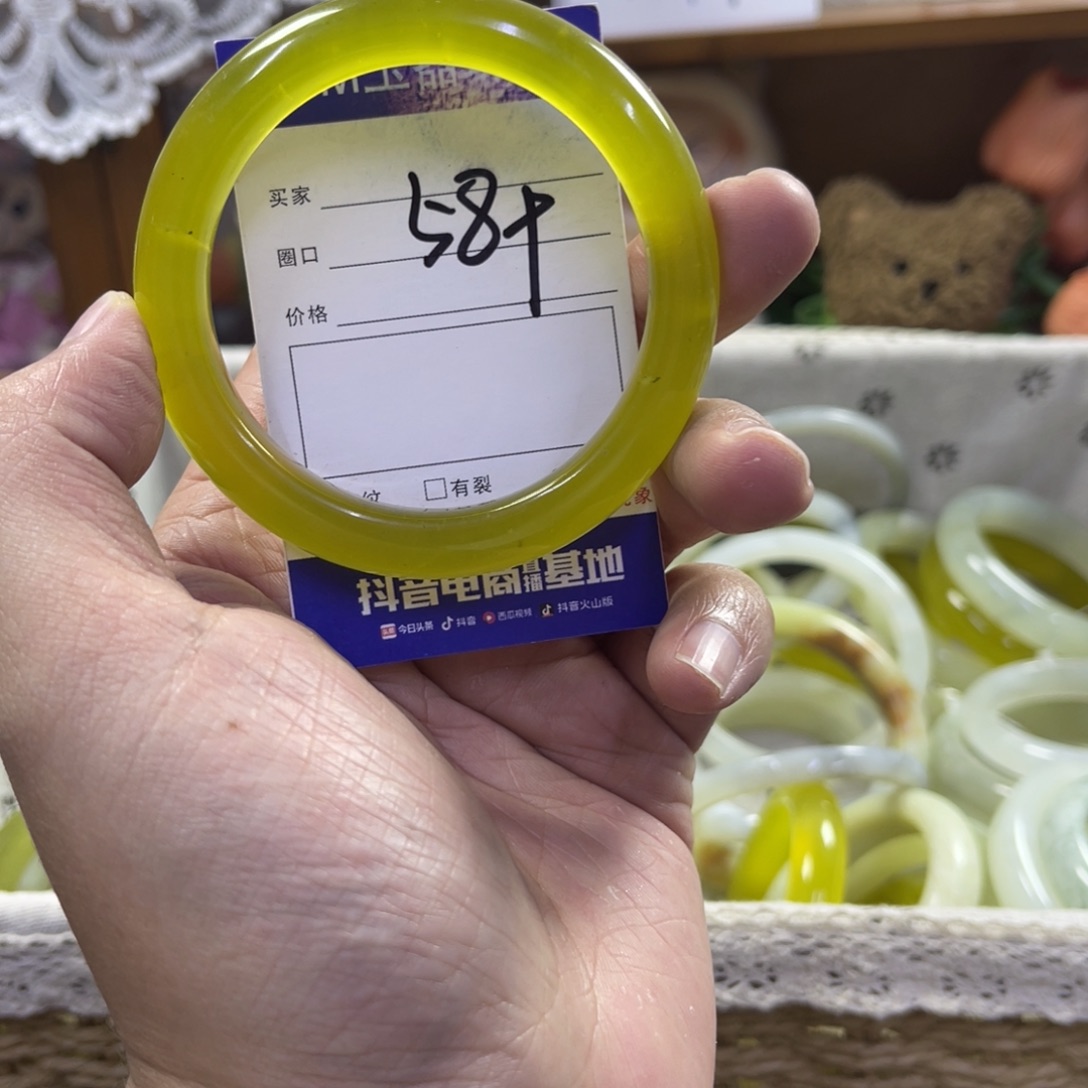 买家
58+
圈口
价格
纹 □有裂
抖音电商直播基地
今日头条 抖音 西瓜视频 抖音火山版